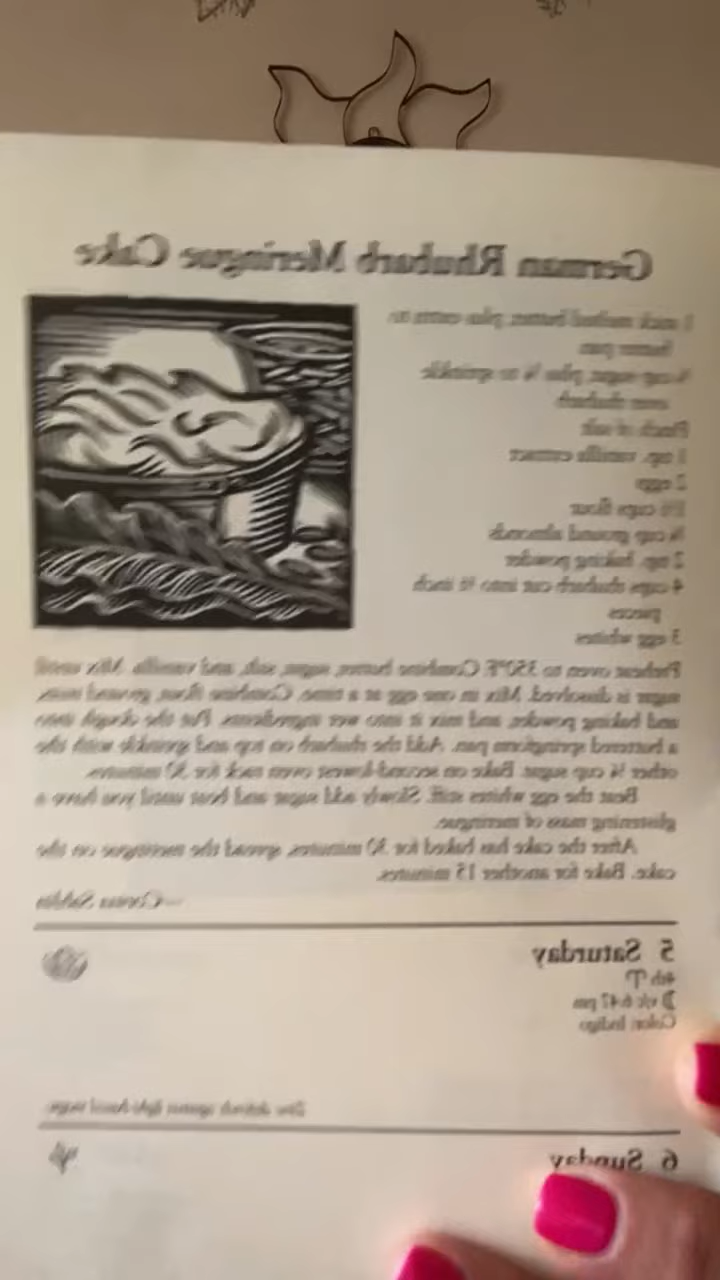 German Rhubarb Meringue Cake
1 stick melted butter, plus extra to
butter pan
¾ cup sugar, plus ¼ to sprinkle
over rhubarb
Pinch of salt
1 tsp. vanilla extract
2 eggs
1½ cups flour
cup ground almonds
2 tsp. baking powder
4 cups rhubarb cut into ½ inch
pieces
3 egg whites
Preheat oven to 350°F. Combine butter, sugar, salt, and vanilla. Mix until
sugar is dissolved. Mix in one egg at a time. Combine flour, ground nuts,
and baking powder, and mix it into wet ingredients. Put the dough into
a buttered springform pan. Add the rhubarb on top and sprinkle with the
other ¼ cup sugar. Bake on second-lowest oven rack for 30 minutes.
Beat the egg whites stiff. Slowly add sugar and beat until you have a
glistening mass of meringue.
After the cake has baked for 30 minutes, spread the meringue on the
cake. Bake for another 15 minutes.
5 Saturday
4th ♈
☽ v/c 6:47 pm
Color: Indigo
6 Sunday